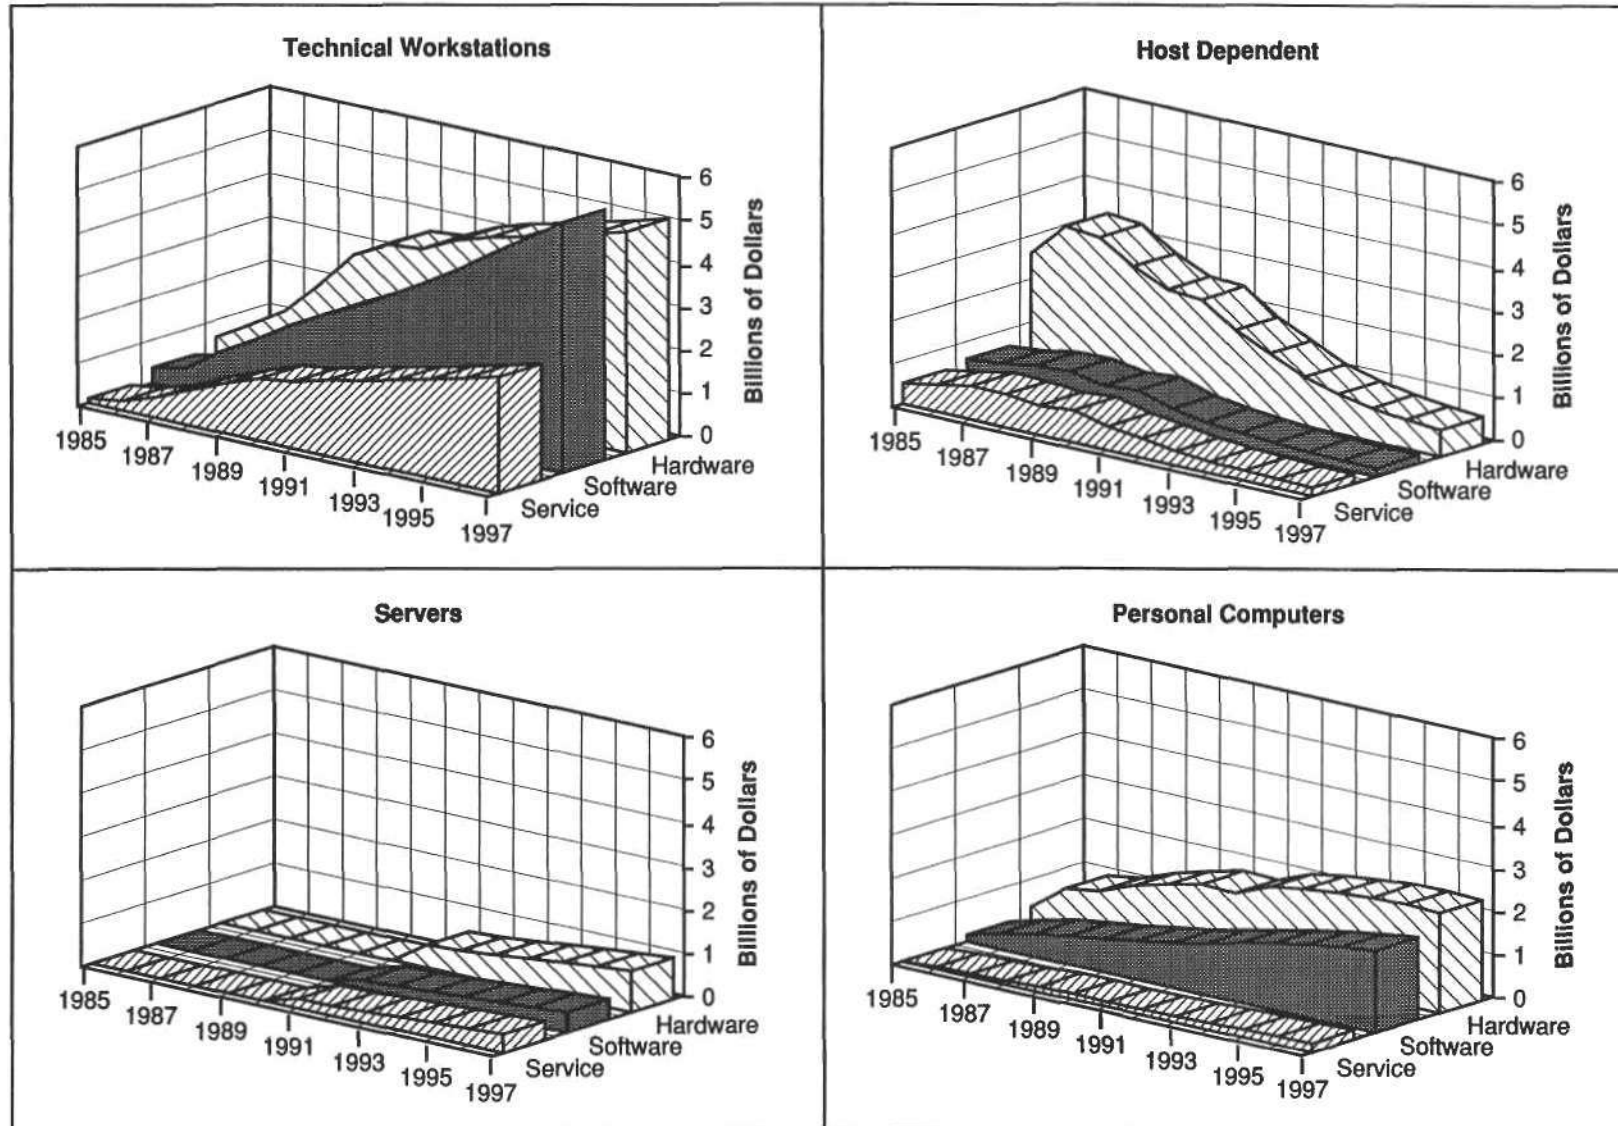 Technical Workstations
6
5
4
3
2
1
0
Billions of Dollars
1985
1987
1989
1991
1993
1995
1997
Service
Software
Hardware
Host Dependent
6
5
4
3
2
1
0
Billions of Dollars
1985
1987
1989
1991
1993
1995
1997
Service
Software
Hardware
Servers
6
5
4
3
2
1
0
Billions of Dollars
1985
1987
1989
1991
1993
1995
1997
Service
Software
Hardware
Personal Computers
6
5
4
3
2
1
0
Billions of Dollars
1985
1987
1989
1991
1993
1995
1997
Service
Software
Hardware